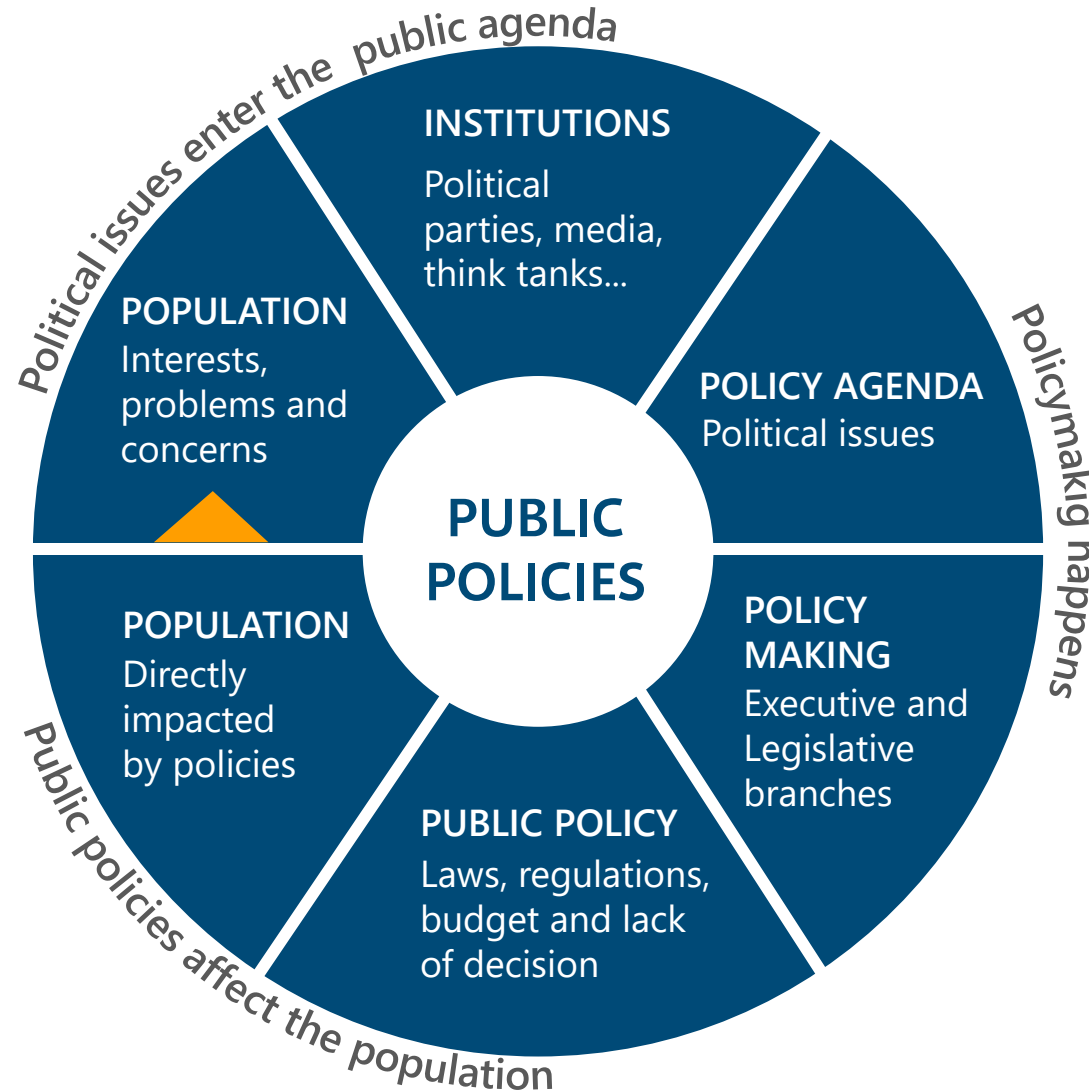 Political issues enter the public agenda
INSTITUTIONS
Political
parties, media,
think tanks...
POPULATION
Interests,
problems and
concerns
POLICY AGENDA
Political issues
Policymakig happens
PUBLIC
POLICIES
POLICY
MAKING
Executive and
Legislative
branches
POPULATION
Directly
impacted
by policies
PUBLIC POLICY
Laws, regulations,
budget and lack
of decision
Public policies affect the population